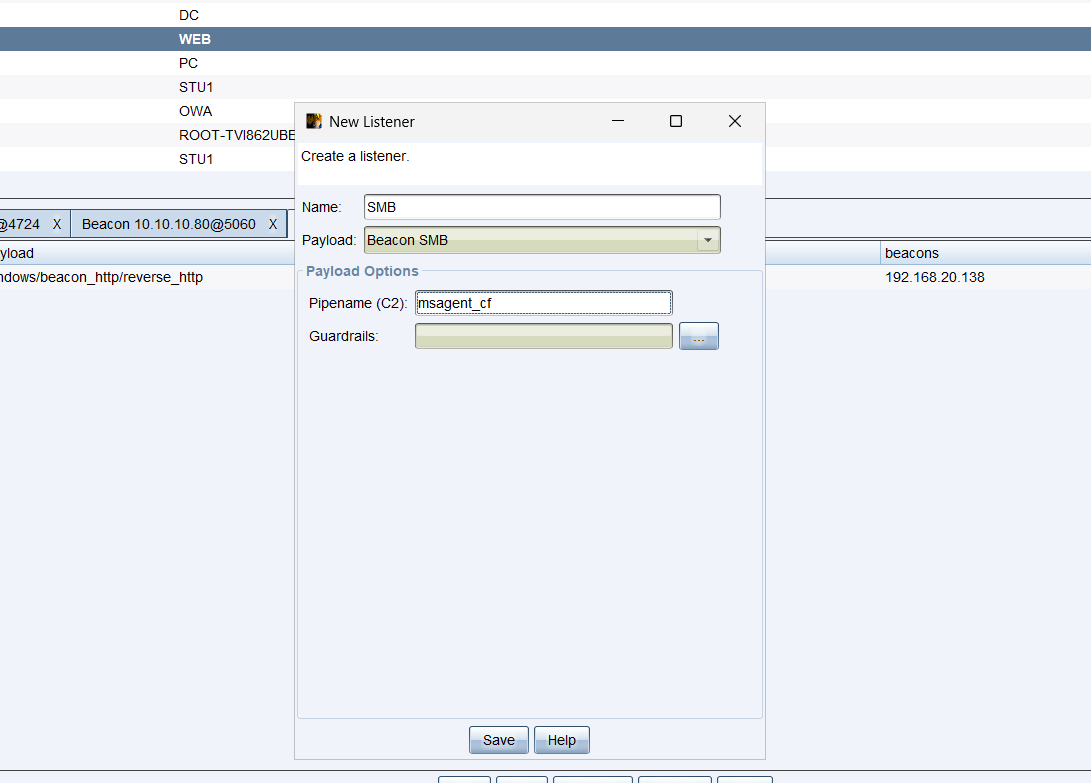 DC
WEB
PC
STU1
OWA
ROOT-TVI862UBE
STU1
New Listener
Create a listener.
Name: SMB
Payload: Beacon SMB
Payload Options
Pipename (C2): msagent_cf
Guardrails:
...
Save Help
@4724 X Beacon 10.10.10.80@5060 X
yload beacons
ndows/beacon_http/reverse_http 192.168.20.138